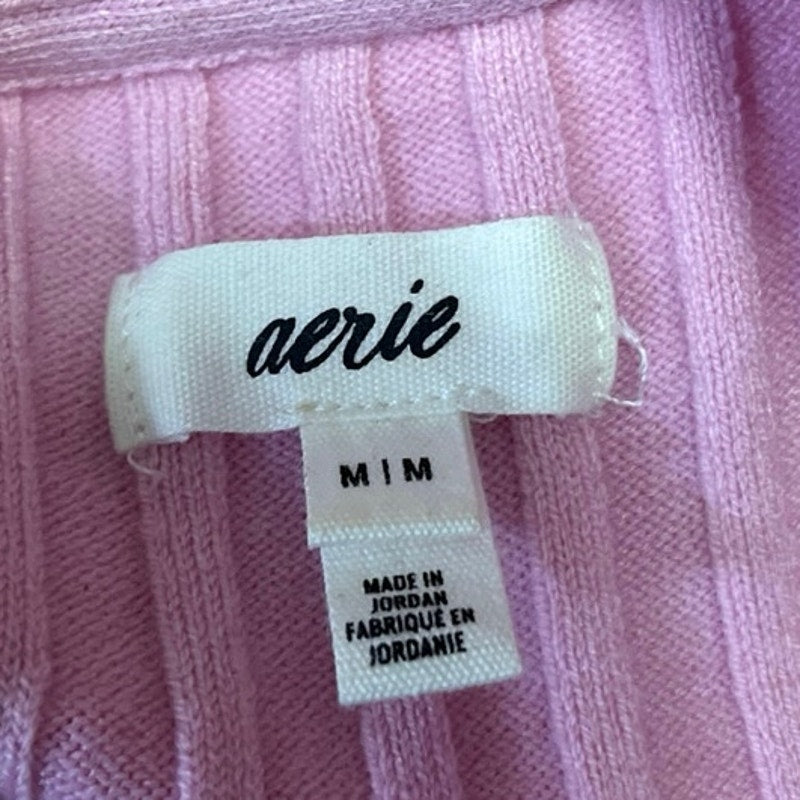 aerie
M | M
MADE IN
JORDAN
FABRIQUÉ EN
JORDANIE